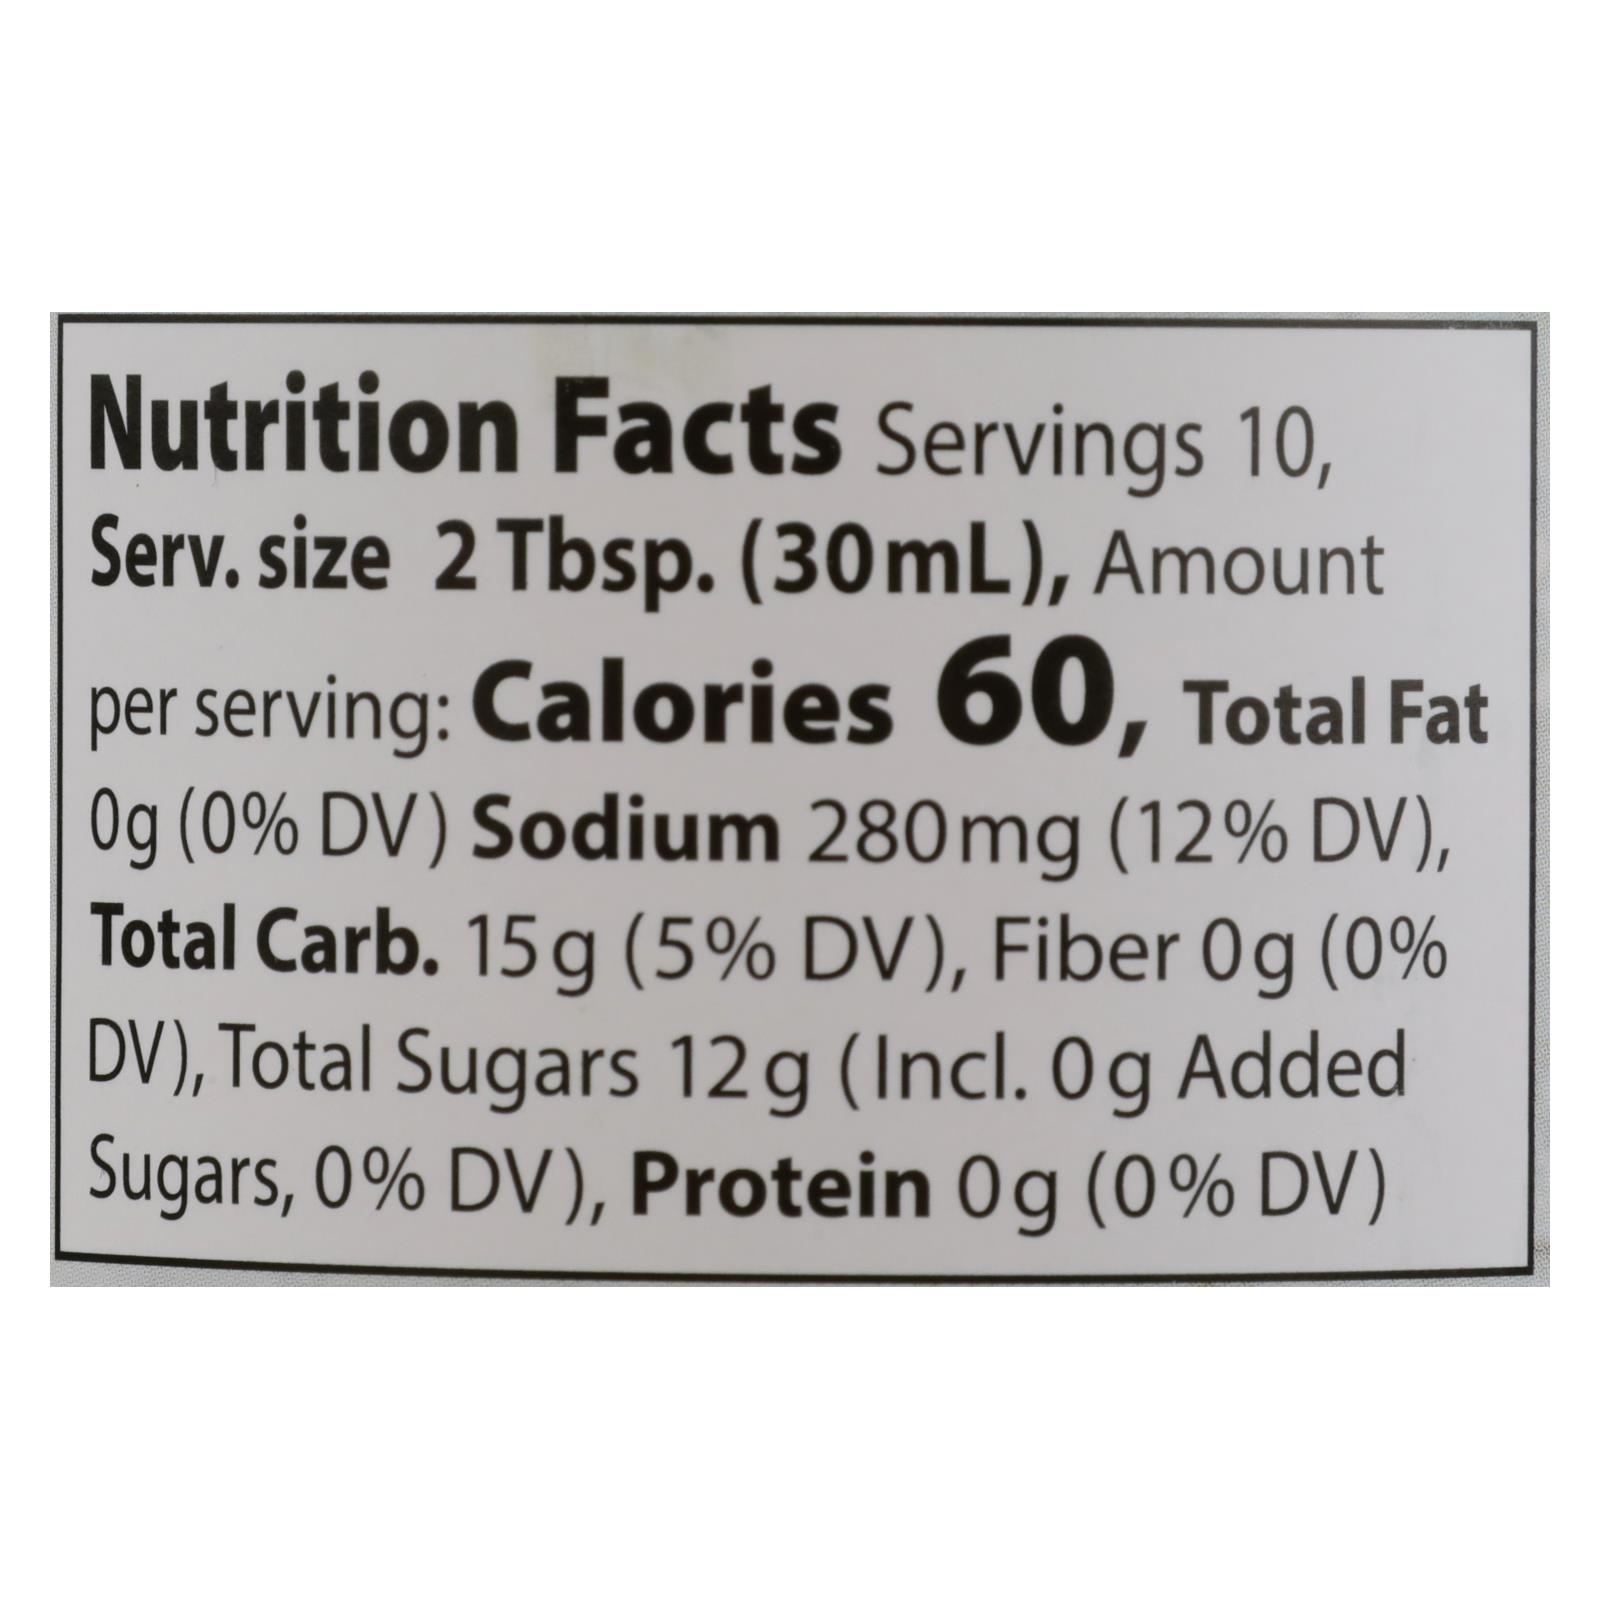 Nutrition Facts Servings 10,
Serv. size 2 Tbsp. (30mL), Amount
per serving: Calories 60, Total Fat
0g (0% DV) Sodium 280mg (12% DV),
Total Carb. 15g (5% DV), Fiber 0g (0%
DV), Total Sugars 12g (Incl. 0g Added
Sugars, 0% DV), Protein 0g (0% DV)